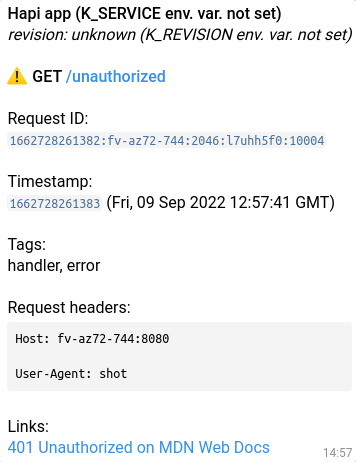 Hapi app (K_SERVICE env. var. not set)
revision: unknown (K_REVISION env. var. not set)
⚠️ GET /unauthorized
Request ID:
1662728261382:fv-az72-744:2046:l7uhh5f0:10004
Timestamp:
1662728261383 (Fri, 09 Sep 2022 12:57:41 GMT)
Tags:
handler, error
Request headers:
Host: fv-az72-744:8080
User-Agent: shot
Links:
401 Unauthorized on MDN Web Docs
14:57